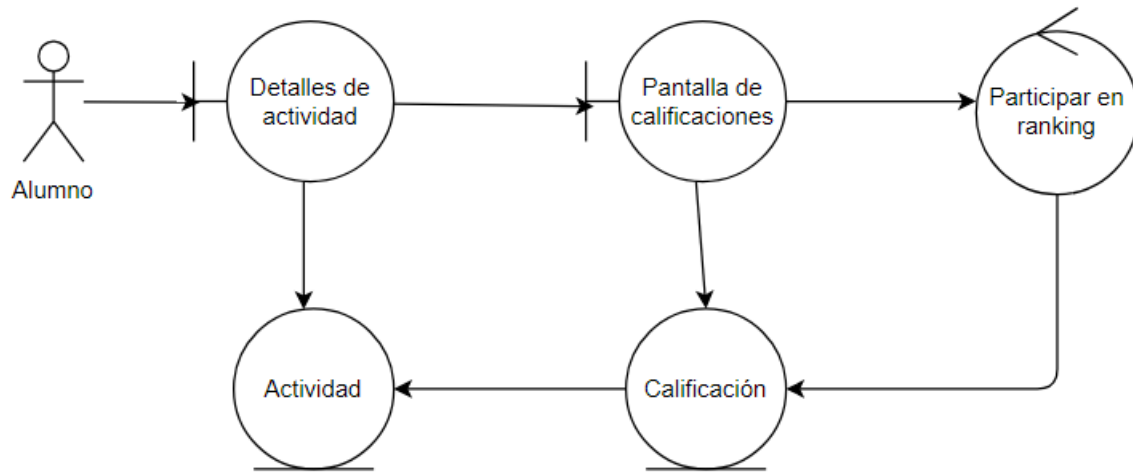 Detalles de
actividad
Pantalla de
calificaciones
Participar en
ranking
Alumno
Actividad
Calificación